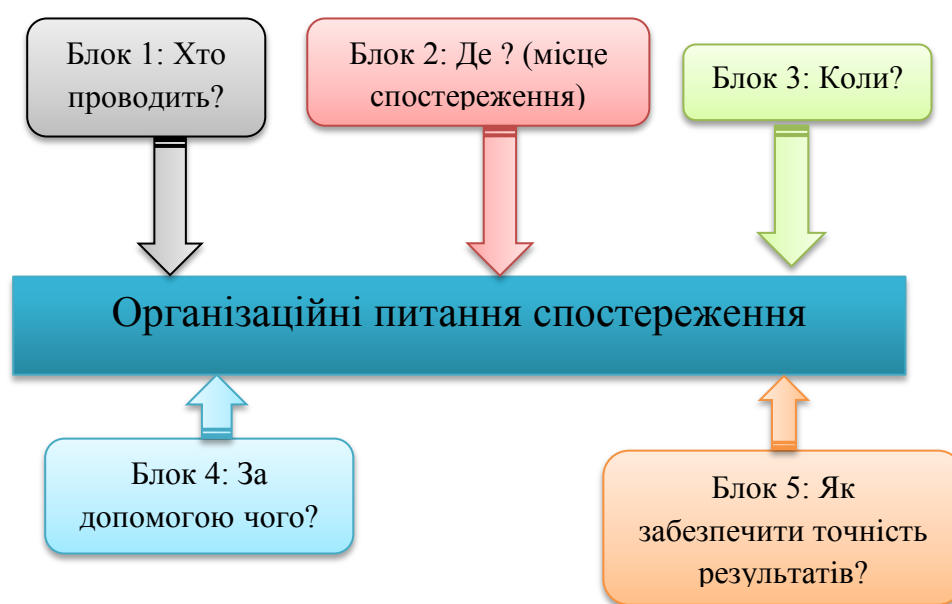 Блок 1: Хто
проводить?
Блок 2: Де ? (місце
спостереження)
Блок 3: Коли?
Організаційні питання спостереження
Блок 4: За
допомогою чого?
Блок 5: Як
забезпечити точність
результатів?